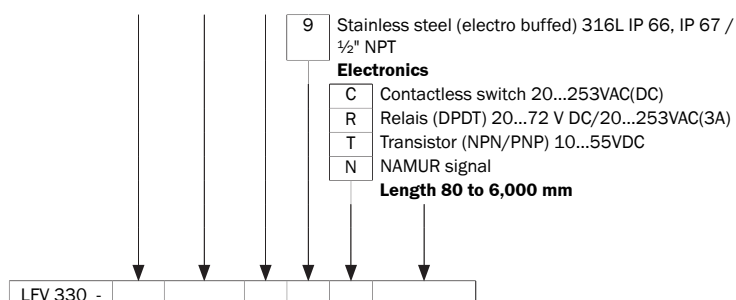 9 Stainless steel (electro buffed) 316L IP 66, IP 67 /
½" NPT
Electronics
C Contactless switch 20...253VAC(DC)
R Relais (DPDT) 20...72 V DC/20...253VAC(3A)
T Transistor (NPN/PNP) 10...55VDC
N NAMUR signal
Length 80 to 6,000 mm
LFV 330 -